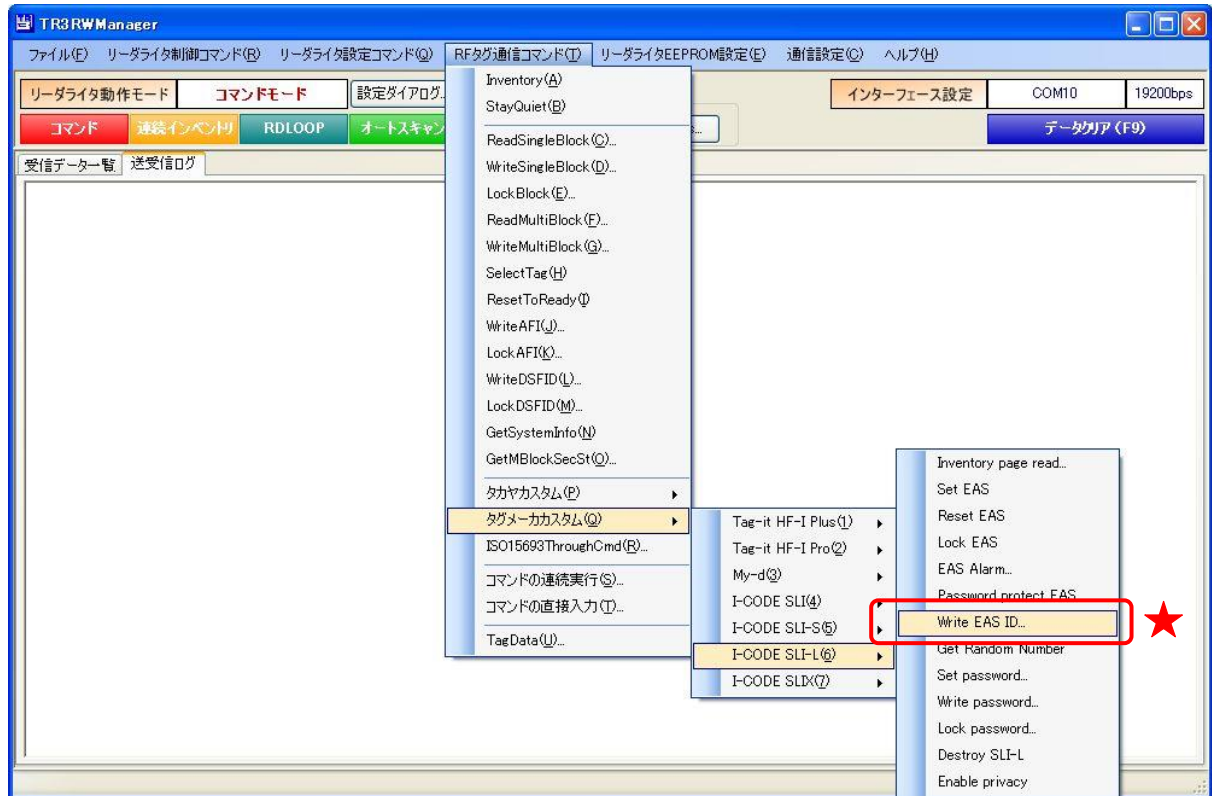 TR3RWManager
ファイル(F) リーダライタ制御コマンド(R) リーダライタ設定コマンド(Q) RFタグ通信コマンド(T) リーダライタEEPROM設定(E) 通信設定(C) ヘルプ(H)
リーダライタ動作モード コマンドモード 設定ダイアログ... インターフェース設定 COM10 19200bps
コマンド 連続インベントリ RDLOOP オートスキャン データクリア (F9)
受信データ一覧 送受信ログ
Inventory(A)
StayQuiet(B)
ReadSingleBlock(C)...
WriteSingleBlock(D)...
LockBlock(E)...
ReadMultiBlock(F)...
WriteMultiBlock(G)...
SelectTag(H)
ResetToReady(I)
WriteAFI(J)...
LockAFI(K)...
WriteDSFID(L)...
LockDSFID(M)...
GetSystemInfo(N)
GetMBlockSecSt(O)...
タカヤカスタム(P)
タグメーカカスタム(Q)
ISO15693ThroughCmd(R)...
コマンドの連続実行(S)...
コマンドの直接入力(T)...
TagData(U)...
Tag-it HF-I Plus(1)
Tag-it HF-I Pro(2)
My-d(3)
I-CODE SLI(4)
I-CODE SLI-S(5)
I-CODE SLI-L(6)
I-CODE SLIX(7)
Inventory page read...
Set EAS
Reset EAS
Lock EAS
EAS Alarm...
Password protect EAS
Write EAS ID...
Get Random Number
Set password...
Write password...
Lock password...
Destroy SLI-L
Enable privacy